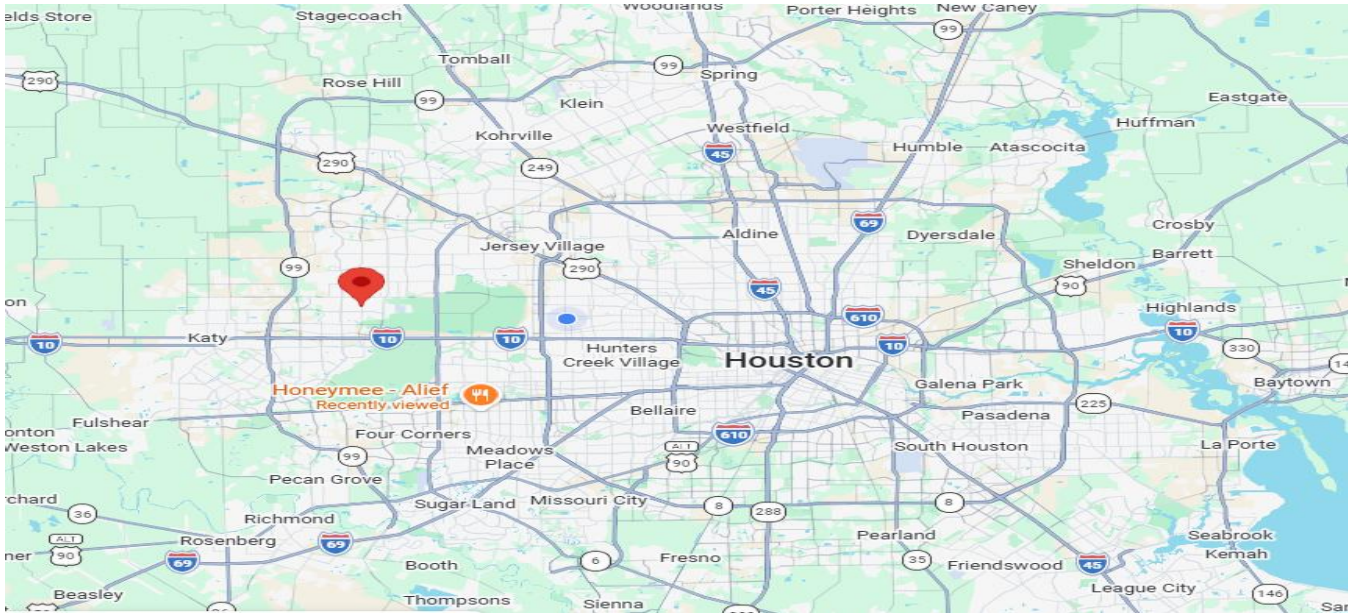 Woodlands
Porter Heights
New Caney
elds Store
Stagecoach
99
Tomball
290
99
Spring
Rose Hill
99
Klein
Eastgate
Huffman
Kohrville
Westfield
45
Humble
Atascocita
290
249
Crosby
69
Aldine
Dyersdale
Jersey Village
Barrett
99
290
Sheldon
45
90
on
Highlands
610
10
Katy
10
10
10
10
Hunters
Creek Village
Houston
330
14
Baytown
Honeymee - Alief
Recently viewed
Galena Park
225
Bellaire
Pasadena
Fulshear
onton
Four Corners
610
Weston Lakes
Meadows
Place
ALT
90
South Houston
La Porte
99
Pecan Grove
rchard
Sugar Land
Missouri City
8
288
8
36
Richmond
Rosenberg
69
Pearland
Seabrook
ALT
90
ner
69
Booth
6
Fresno
35
Friendswood
45
Kemah
Beasley
Thompsons
Sienna
League City
146
Sar